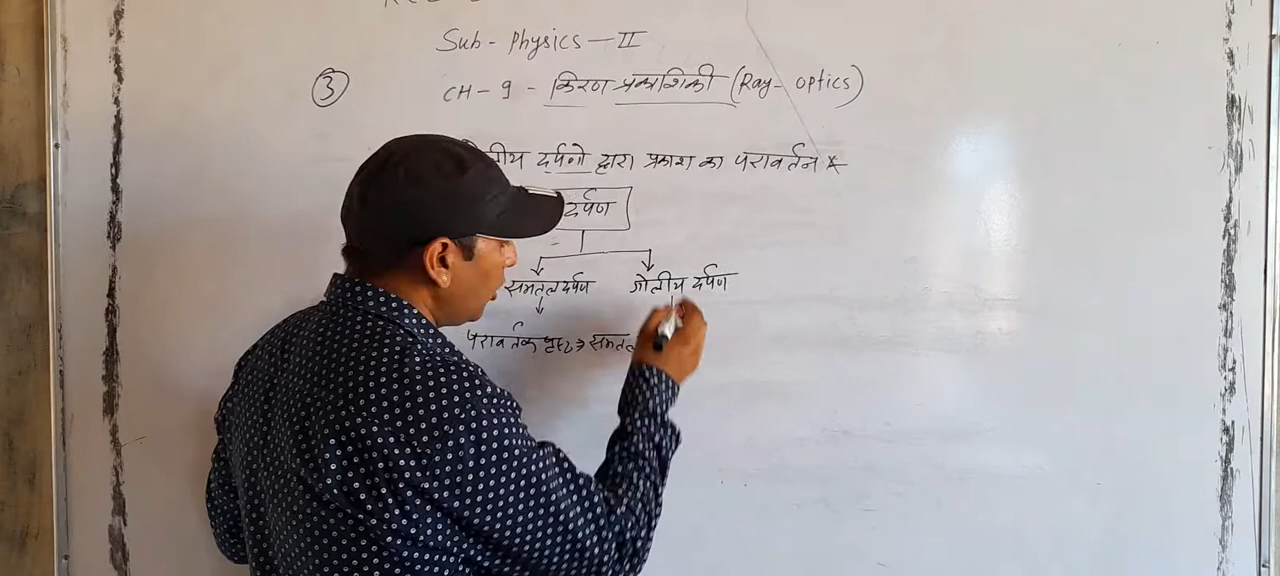 Sub - Physics - II
③ CH - 9 - किरण प्रकाशिकी (Ray - optics)
दर्पणो द्वारा प्रकाश का परावर्तन *
दर्पण
समतल दर्पण गोलीय दर्पण
परावर्तक पृष्ठ → समतल